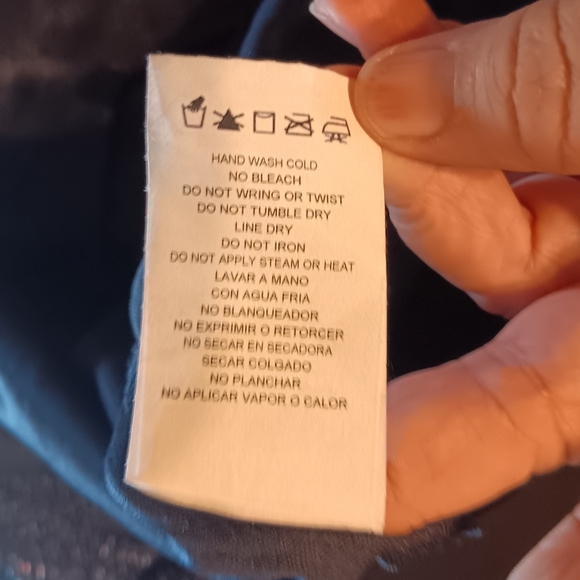 HAND WASH COLD
NO BLEACH
DO NOT WRING OR TWIST
DO NOT TUMBLE DRY
LINE DRY
DO NOT IRON
DO NOT APPLY STEAM OR HEAT
LAVAR A MANO
CON AGUA FRIA
NO BLANQUEADOR
NO EXPRIMIR O RETORCER
NO SECAR EN SECADORA
SECAR COLGADO
NO PLANCHAR
NO APLICAR VAPOR O CALOR